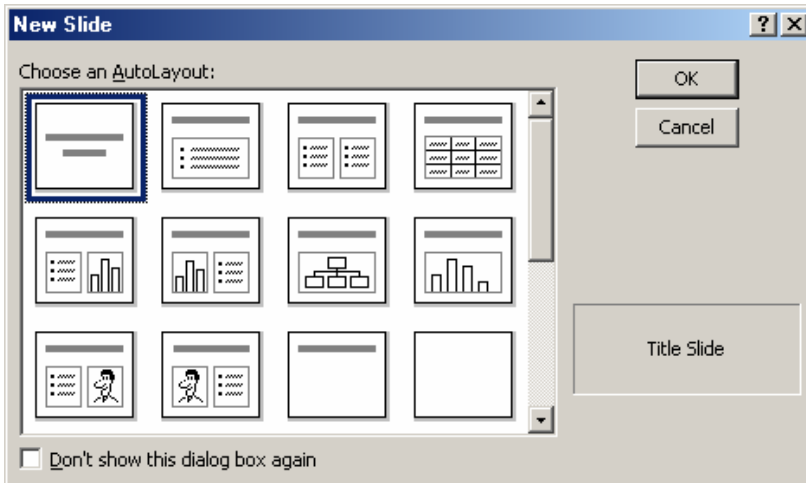 New Slide
Choose an AutoLayout:
OK
Cancel
Title Slide
Don't show this dialog box again